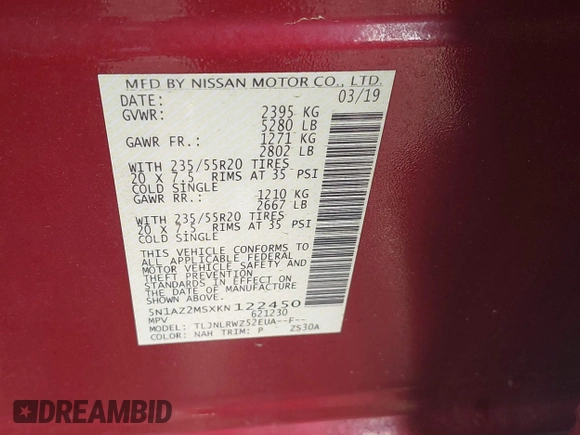 MFD BY NISSAN MOTOR CO., LTD.
DATE: 03/19
GVWR: 2395 KG
5280 LB
GAWR FR.: 1271 KG
2802 LB
WITH 235/55R20 TIRES
20 X 7.5 RIMS AT 35 PSI
COLD SINGLE
GAWR RR.: 1210 KG
2667 LB
WITH 235/55R20 TIRES
20 X 7.5 RIMS AT 35 PSI
COLD SINGLE
THIS VEHICLE CONFORMS TO
ALL APPLICABLE FEDERAL
MOTOR VEHICLE SAFETY AND
THEFT PREVENTION
STANDARDS IN EFFECT ON
THE DATE OF MANUFACTURE
SHOWN ABOVE.
5N1AZ2MSXKN122450
MPV 621230
MODEL: TLJNLRWZ52EUA--F--
COLOR: NAH TRIM: P ZS30A
DREAMBID